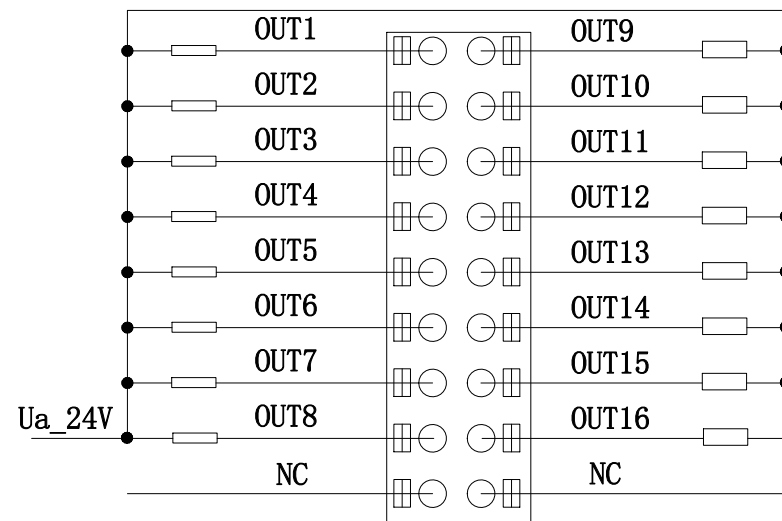 OUT1 OUT9
OUT2 OUT10
OUT3 OUT11
OUT4 OUT12
OUT5 OUT13
OUT6 OUT14
OUT7 OUT15
Ua_24V OUT8 OUT16
NC NC